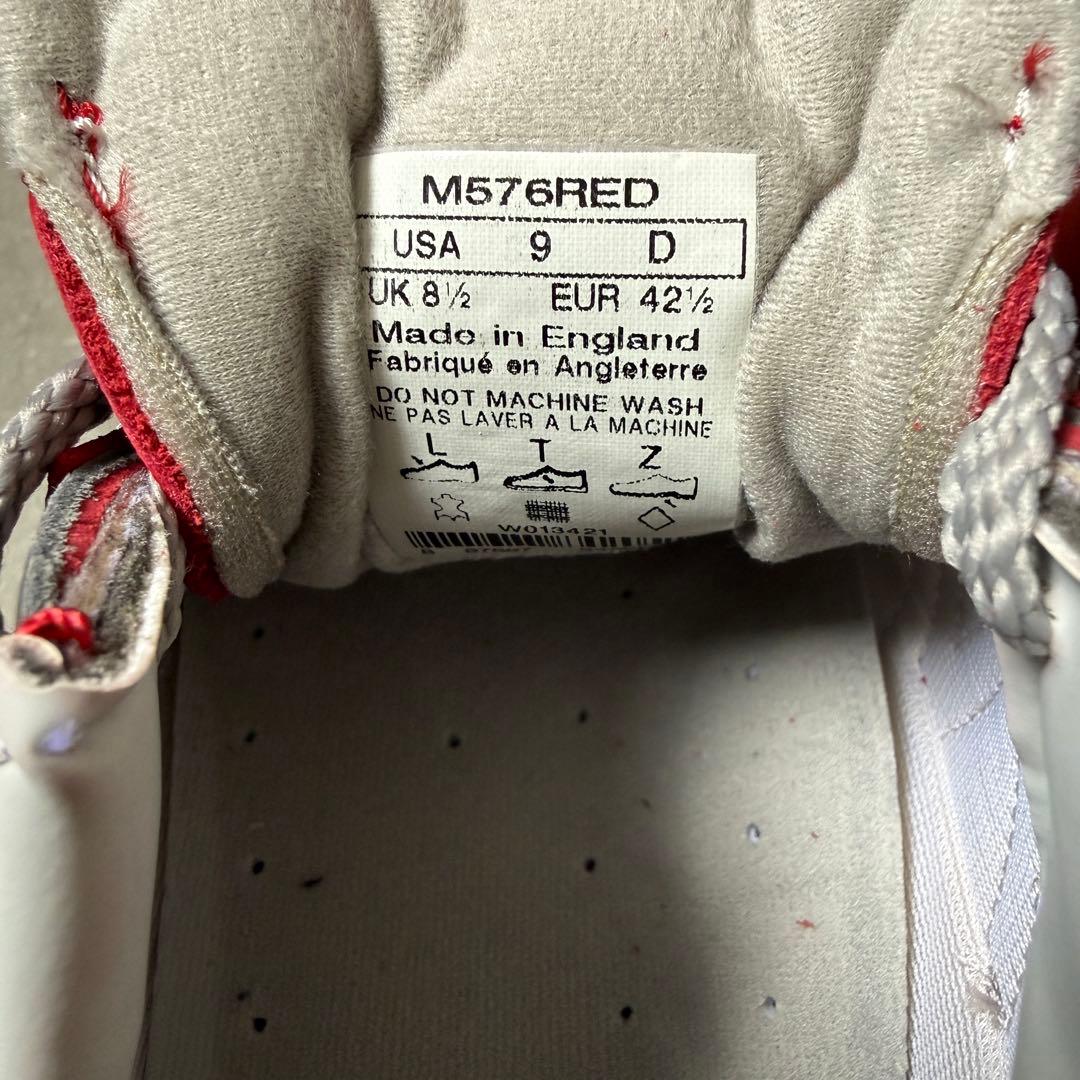 M576RED
USA 9 D
UK 8½ EUR 42½
Made in England
Fabriqué en Angleterre
DO NOT MACHINE WASH
NE PAS LAVER A LA MACHINE
L T Z
W013421